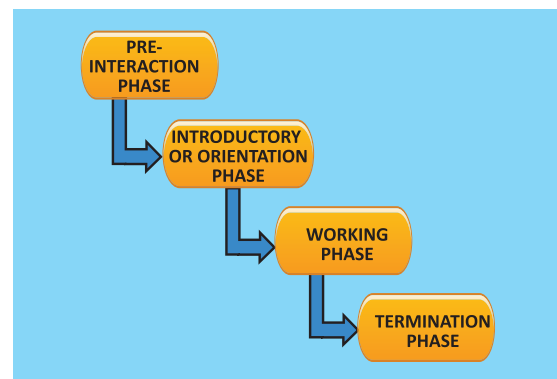 PRE-
INTERACTION
PHASE
INTRODUCTORY
OR ORIENTATION
PHASE
WORKING
PHASE
TERMINATION
PHASE